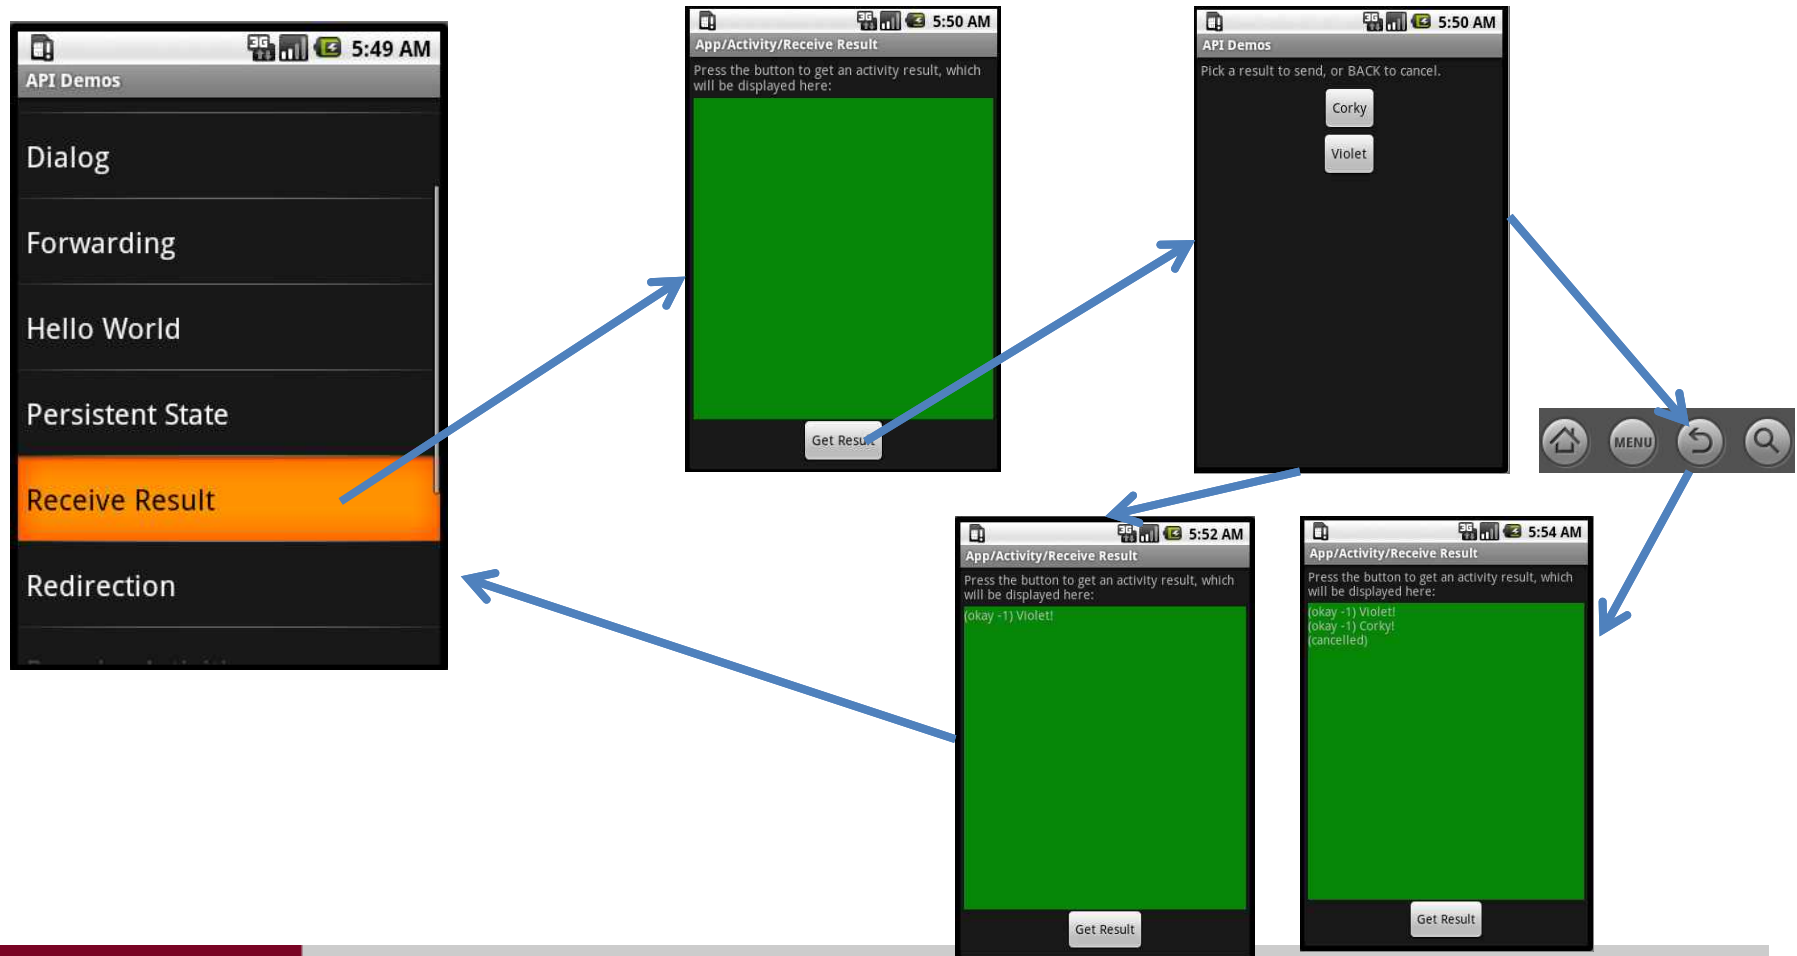 3G 5:49 AM
API Demos
Dialog
Forwarding
Hello World
Persistent State
Receive Result
Redirection
3G 5:50 AM
App/Activity/Receive Result
Press the button to get an activity result, which
will be displayed here:
Get Result
3G 5:50 AM
API Demos
Pick a result to send, or BACK to cancel.
Corky
Violet
MENU
3G 5:52 AM
App/Activity/Receive Result
Press the button to get an activity result, which
will be displayed here:
(okay -1) Violet!
Get Result
3G 5:54 AM
App/Activity/Receive Result
Press the button to get an activity result, which
will be displayed here:
(okay -1) Violet!
(okay -1) Corky!
(cancelled)
Get Result